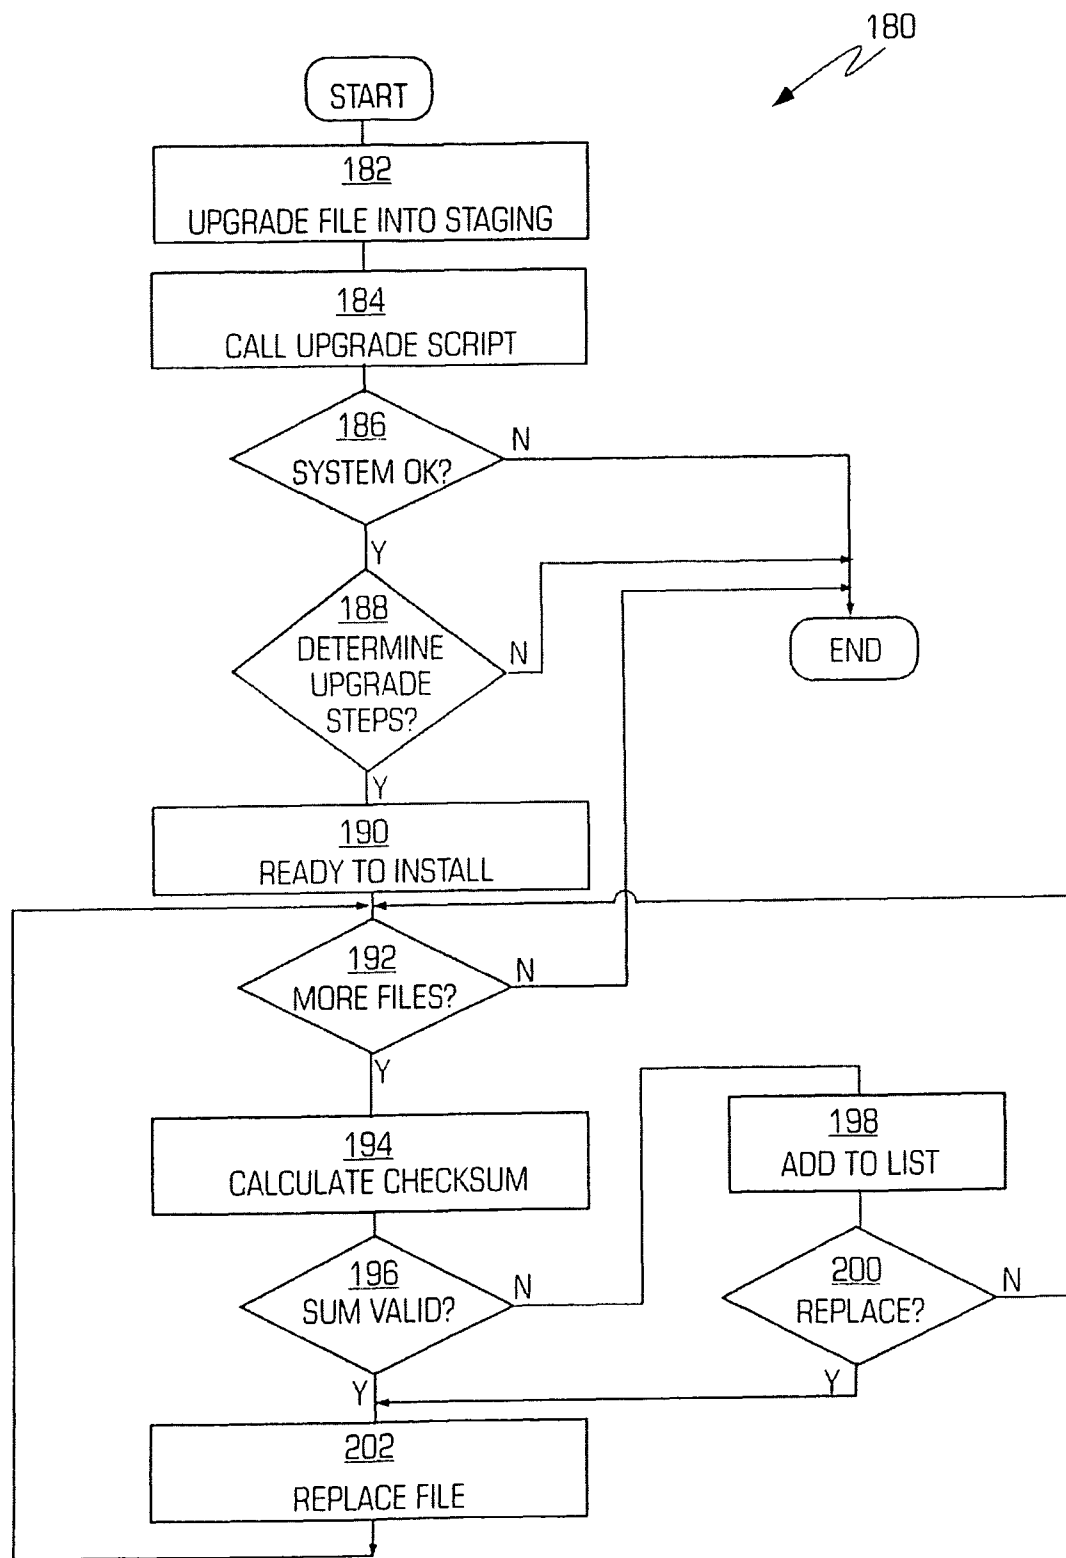 180
START
182
UPGRADE FILE INTO STAGING
184
CALL UPGRADE SCRIPT
186
SYSTEM OK?
N
Y
188
DETERMINE
UPGRADE
STEPS?
N
END
Y
190
READY TO INSTALL
192
MORE FILES?
N
Y
194
CALCULATE CHECKSUM
198
ADD TO LIST
196
SUM VALID?
N
200
REPLACE?
N
Y
Y
202
REPLACE FILE